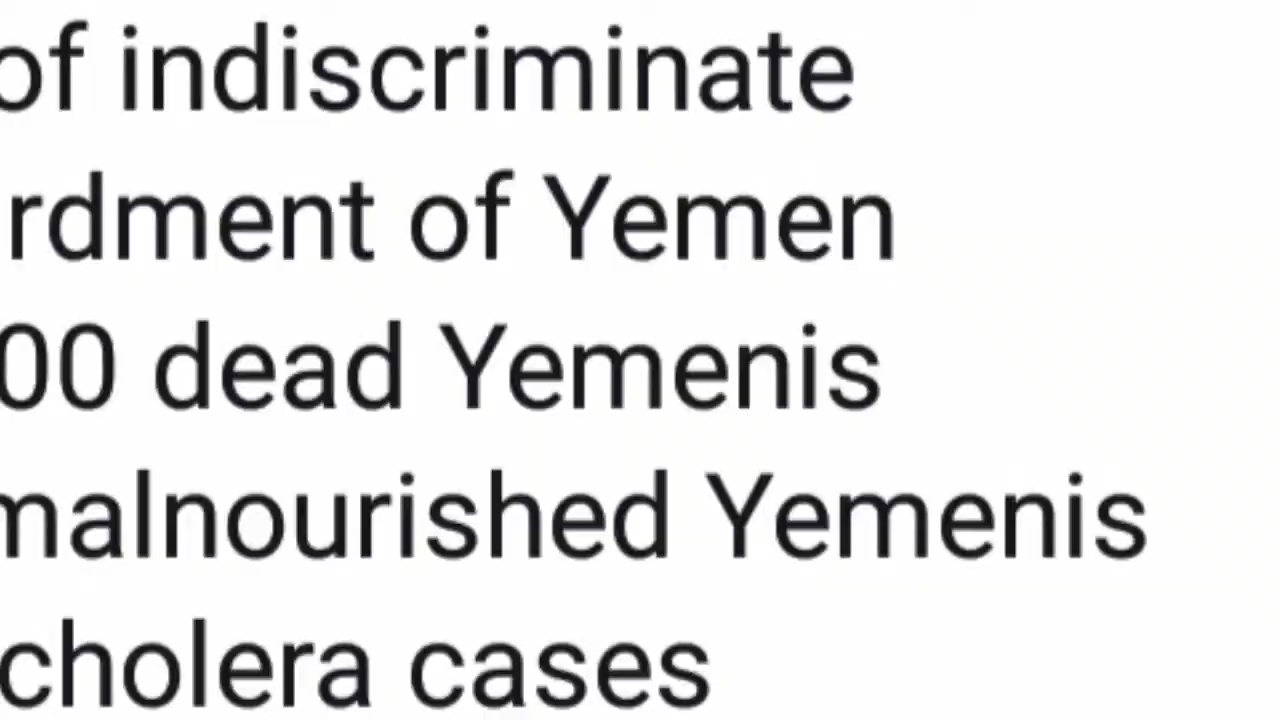 of indiscriminate
rdment of Yemen
00 dead Yemenis
malnourished Yemenis
cholera cases